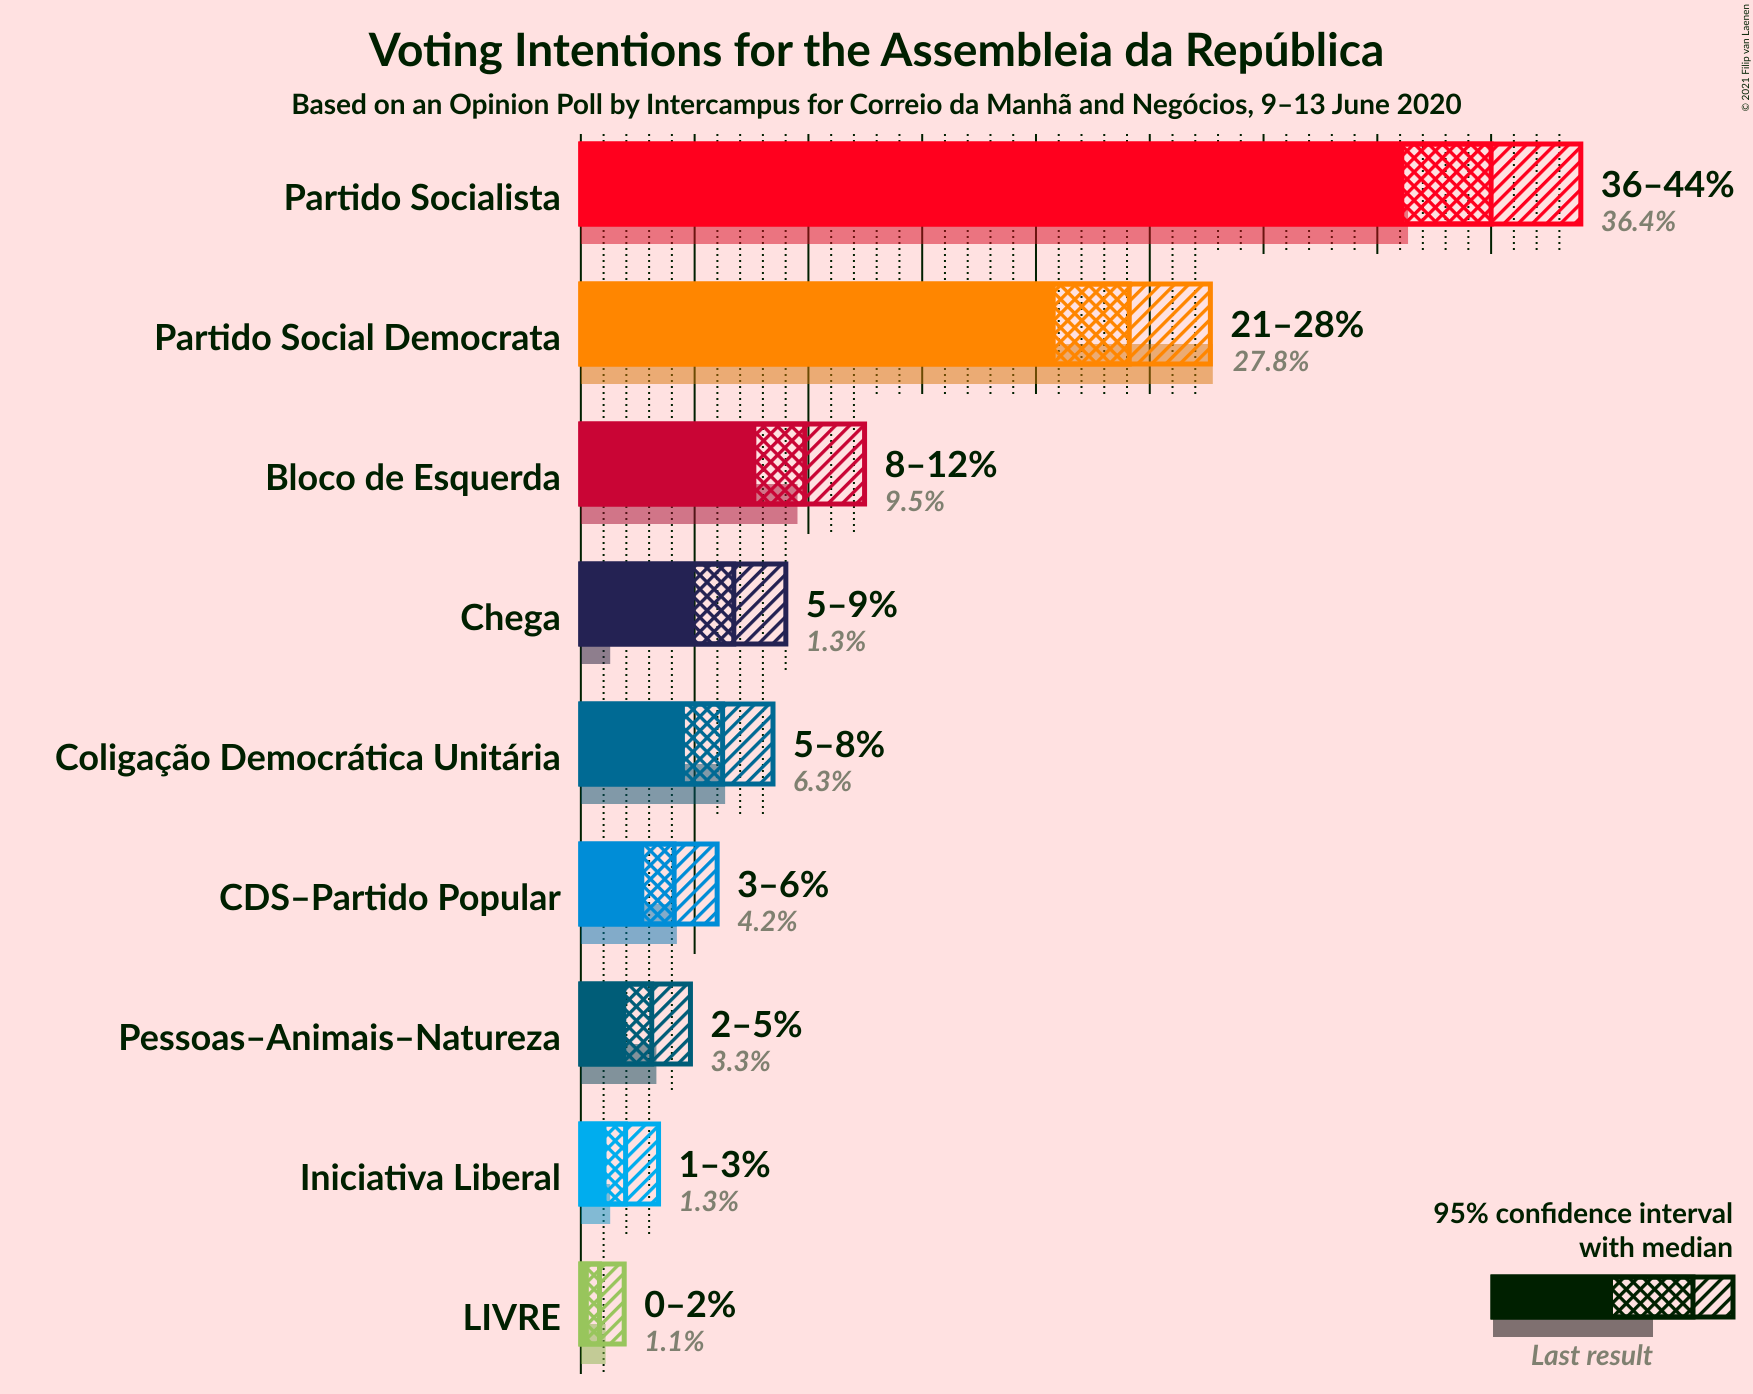 Voting Intentions for the Assembleia da República
Based on an Opinion Poll by Intercampus for Correio da Manhã and Negócios, 9–13 June 2020
© 2021 Filip van Laenen
Partido Socialista
36–44%
36.4%
Partido Social Democrata
21–28%
27.8%
Bloco de Esquerda
8–12%
9.5%
Chega
5–9%
1.3%
Coligação Democrática Unitária
5–8%
6.3%
CDS–Partido Popular
3–6%
4.2%
Pessoas–Animais–Natureza
2–5%
3.3%
Iniciativa Liberal
1–3%
1.3%
LIVRE
0–2%
1.1%
95% confidence interval
with median
Last result